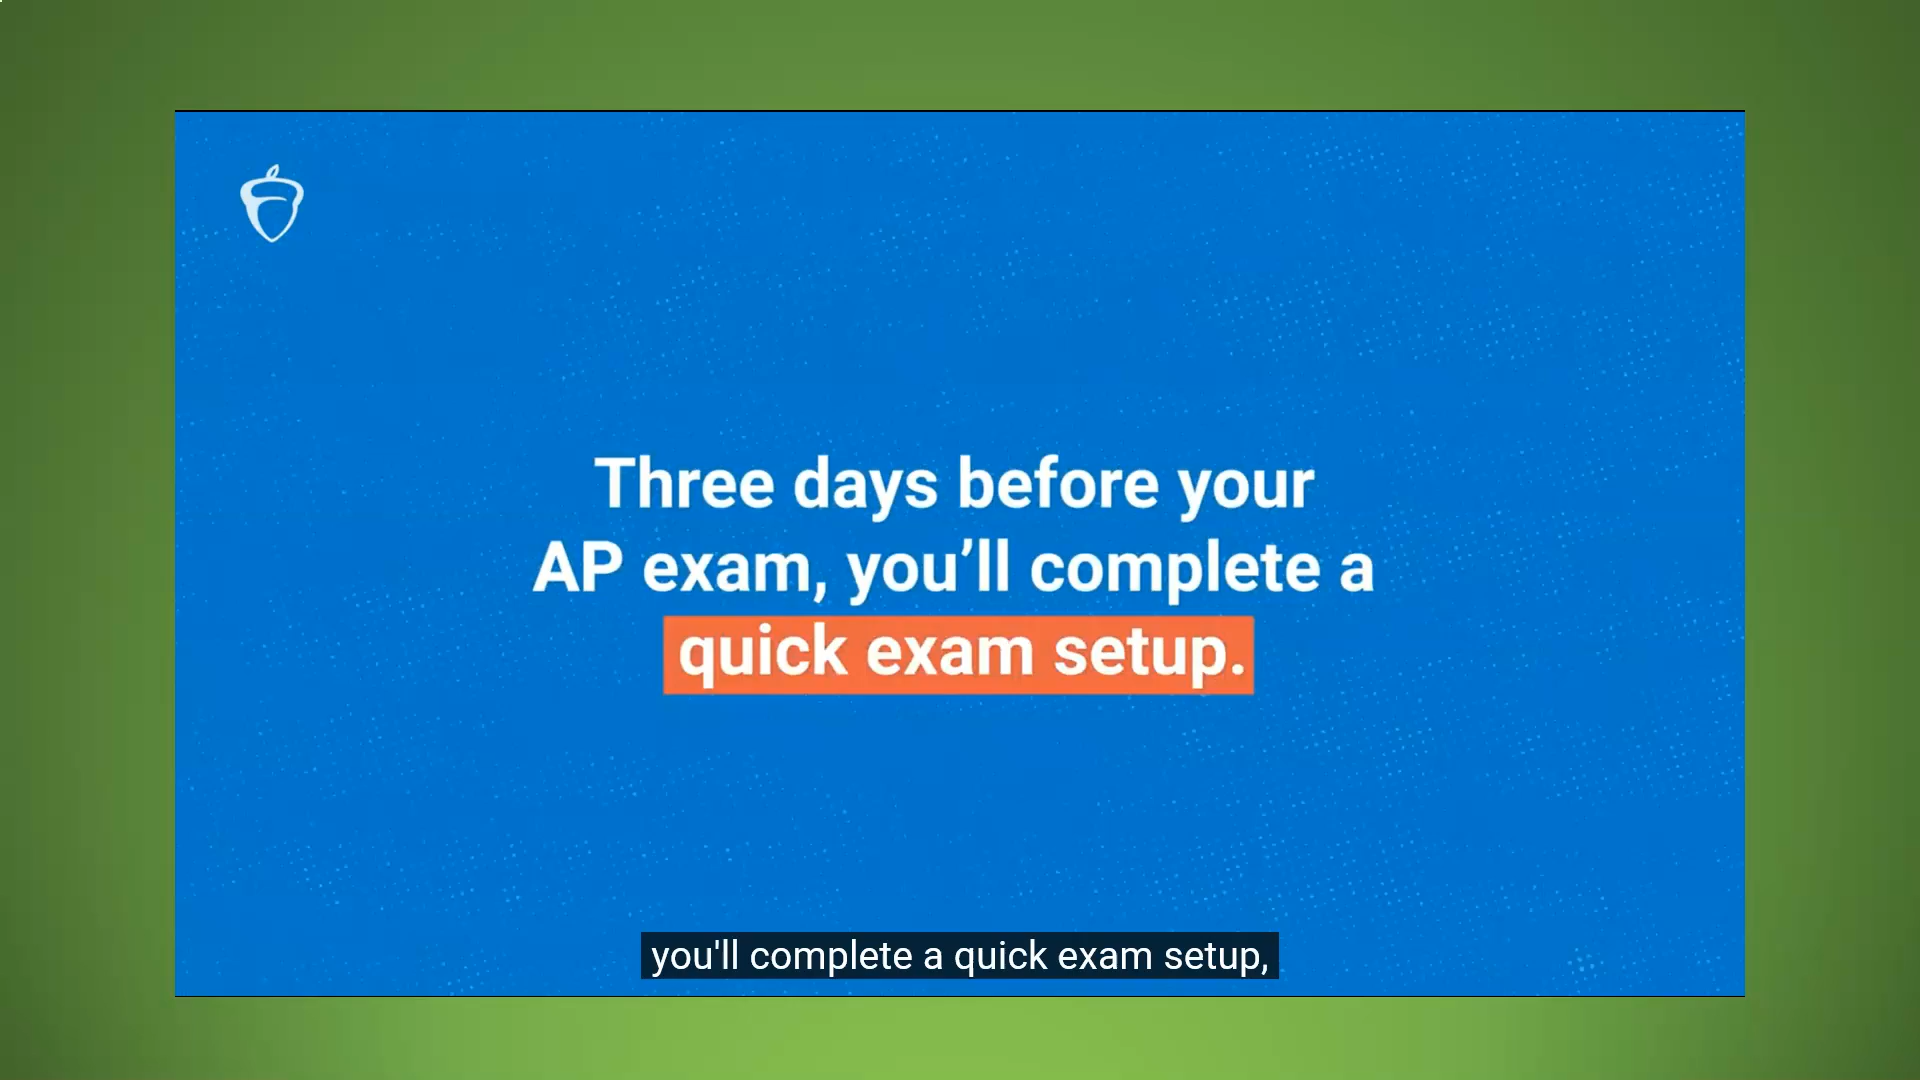 Three days before your
AP exam, you’ll complete a
quick exam setup.
you'll complete a quick exam setup,